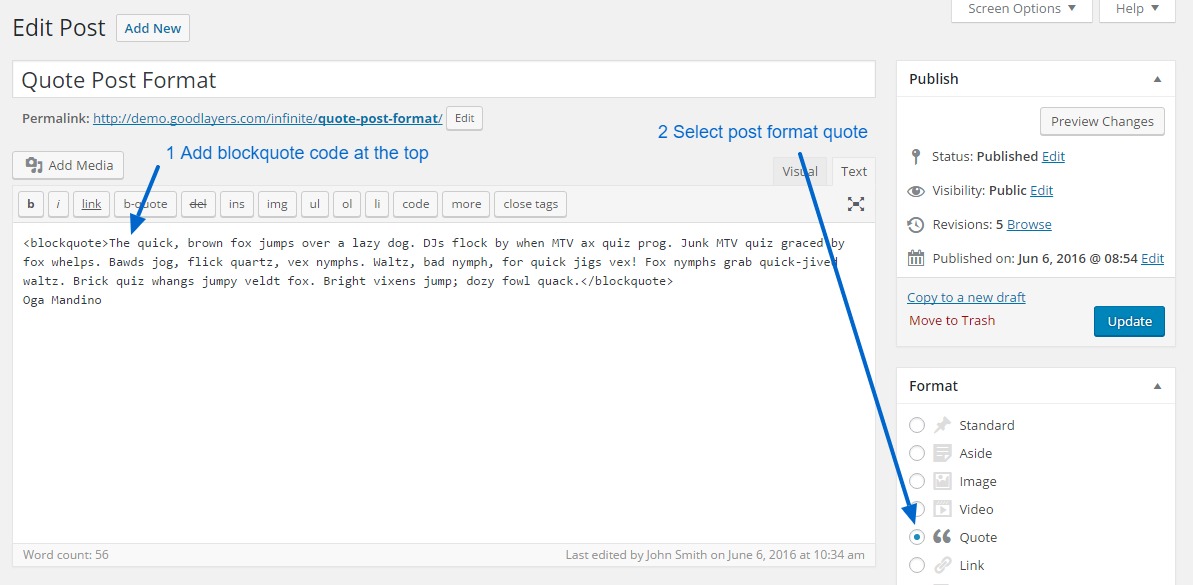 Edit Post Add New
Screen Options Help
Quote Post Format
Permalink: http://demo.goodlayers.com/infinite/quote-post-format/ Edit
1 Add blockquote code at the top
2 Select post format quote
Add Media
Visual Text
b i link b-quote del ins img ul ol li code more close tags
<blockquote>The quick, brown fox jumps over a lazy dog. DJs flock by when MTV ax quiz prog. Junk MTV quiz graced by
fox whelps. Bawds jog, flick quartz, vex nymphs. Waltz, bad nymph, for quick jigs vex! Fox nymphs grab quick-jived
waltz. Brick quiz whangs jumpy veldt fox. Bright vixens jump; dozy fowl quack.</blockquote>
Oga Mandino
Word count: 56
Last edited by John Smith on June 6, 2016 at 10:34 am
Publish
Preview Changes
Status: Published Edit
Visibility: Public Edit
Revisions: 5 Browse
Published on: Jun 6, 2016 @ 08:54 Edit
Copy to a new draft
Move to Trash
Update
Format
Standard
Aside
Image
Video
Quote
Link